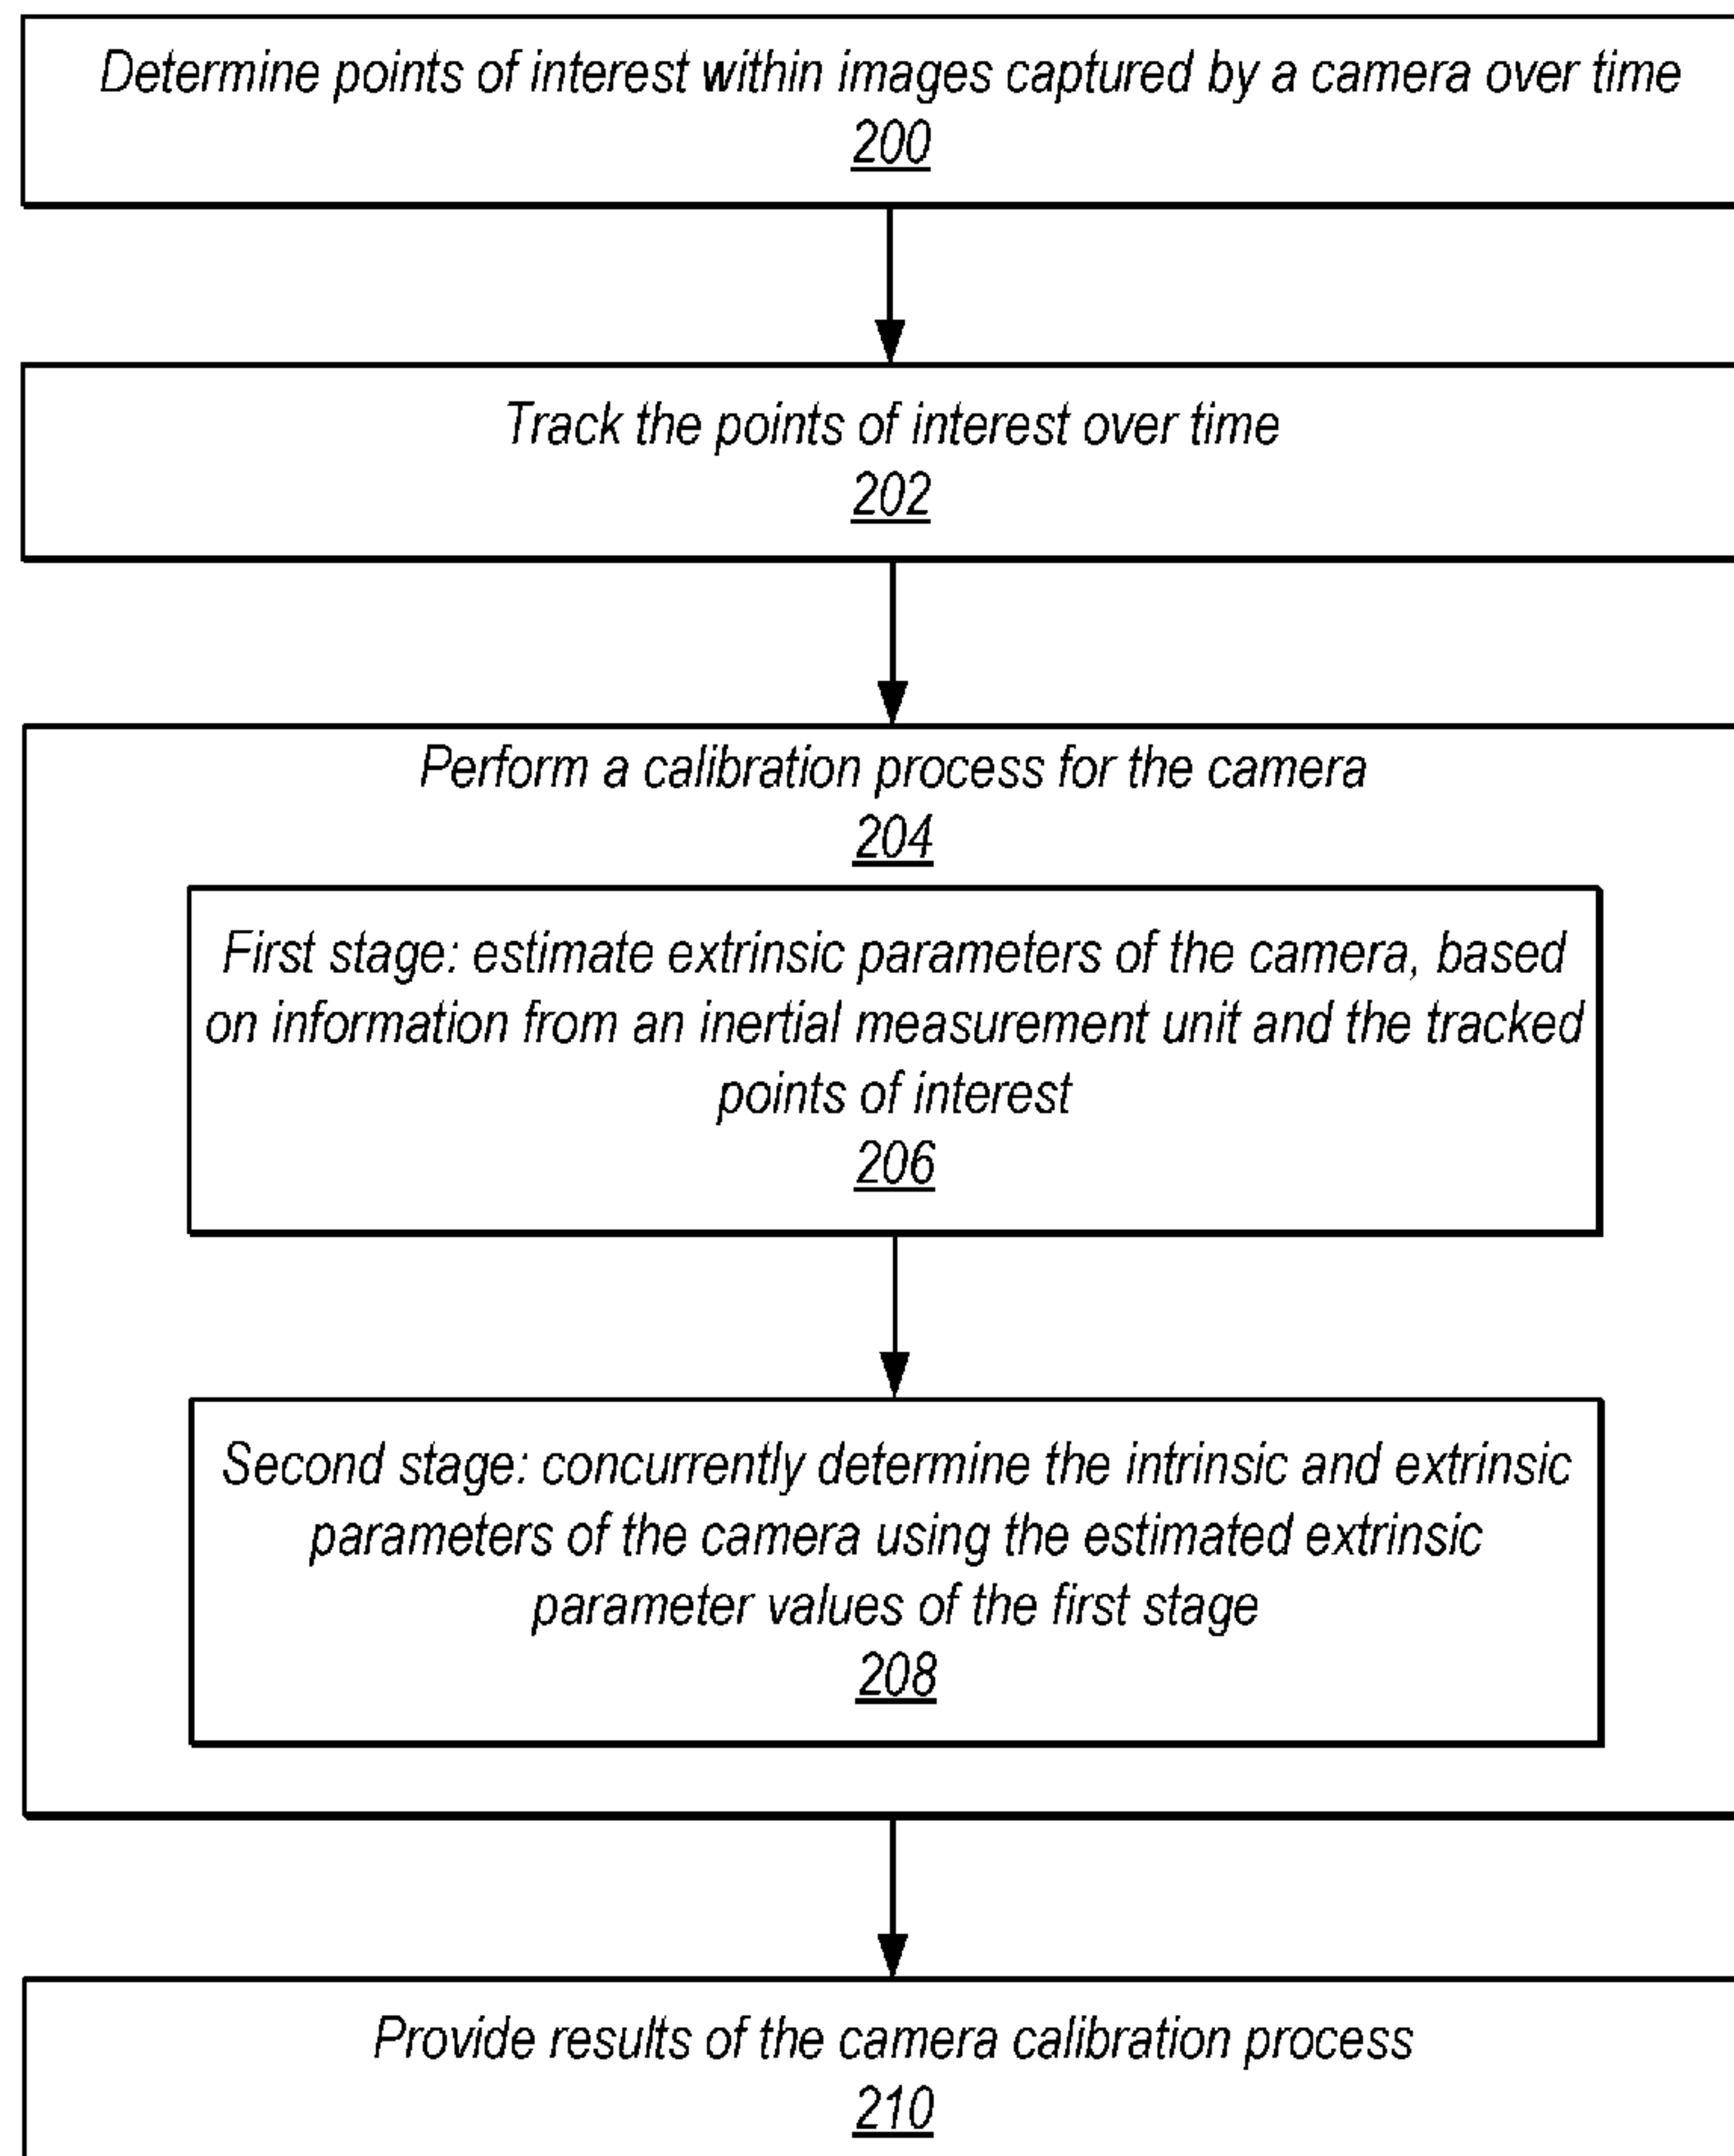 Determine points of interest within images captured by a camera over time
200
Track the points of interest over time
202
Perform a calibration process for the camera
204
First stage: estimate extrinsic parameters of the camera, based
on information from an inertial measurement unit and the tracked
points of interest
206
Second stage: concurrently determine the intrinsic and extrinsic
parameters of the camera using the estimated extrinsic
parameter values of the first stage
208
Provide results of the camera calibration process
210